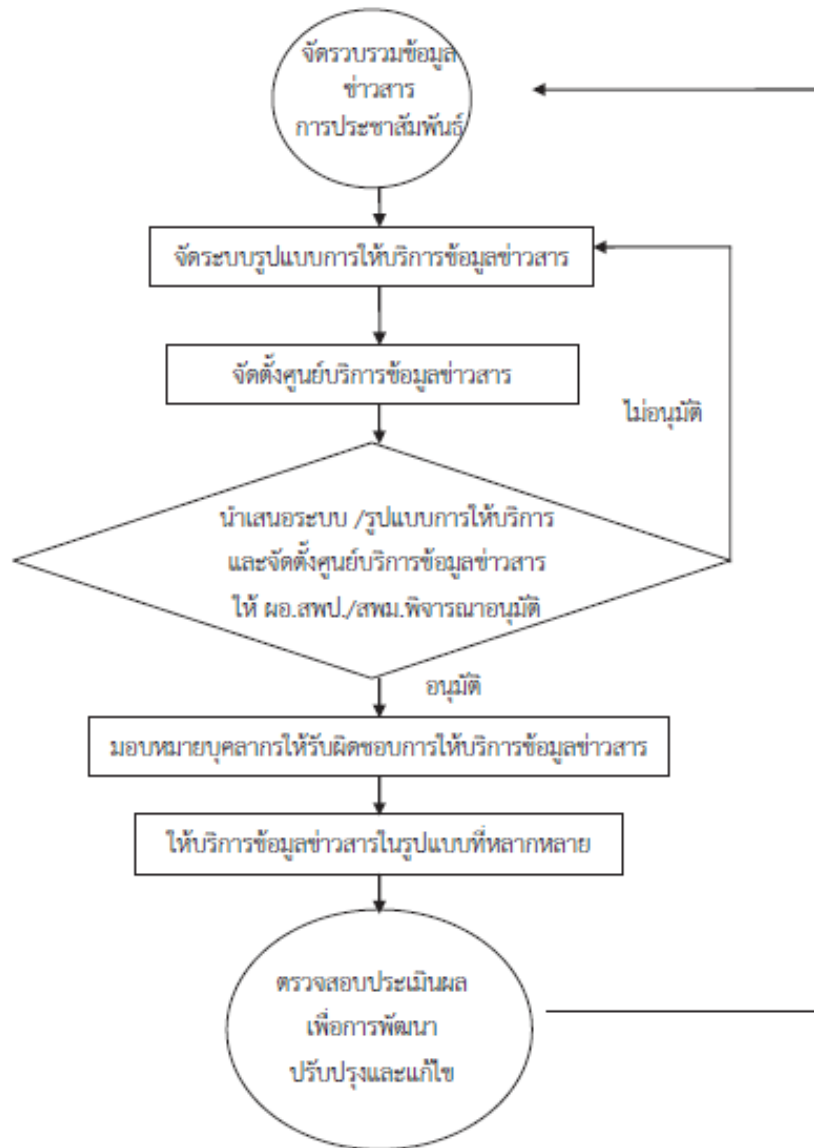 จัดรวบรวมข้อมูล
ข่าวสาร
การประชาสัมพันธ์
จัดระบบรูปแบบการให้บริการข้อมูลข่าวสาร
จัดตั้งศูนย์บริการข้อมูลข่าวสาร
ไม่อนุมัติ
นำเสนอระบบ /รูปแบบการให้บริการ
และจัดตั้งศูนย์บริการข้อมูลข่าวสาร
ให้ ผอ.สพป./สพม.พิจารณาอนุมัติ
อนุมัติ
มอบหมายบุคลากรให้รับผิดชอบการให้บริการข้อมูลข่าวสาร
ให้บริการข้อมูลข่าวสารในรูปแบบที่หลากหลาย
ตรวจสอบประเมินผล
เพื่อการพัฒนา
ปรับปรุงและแก้ไข